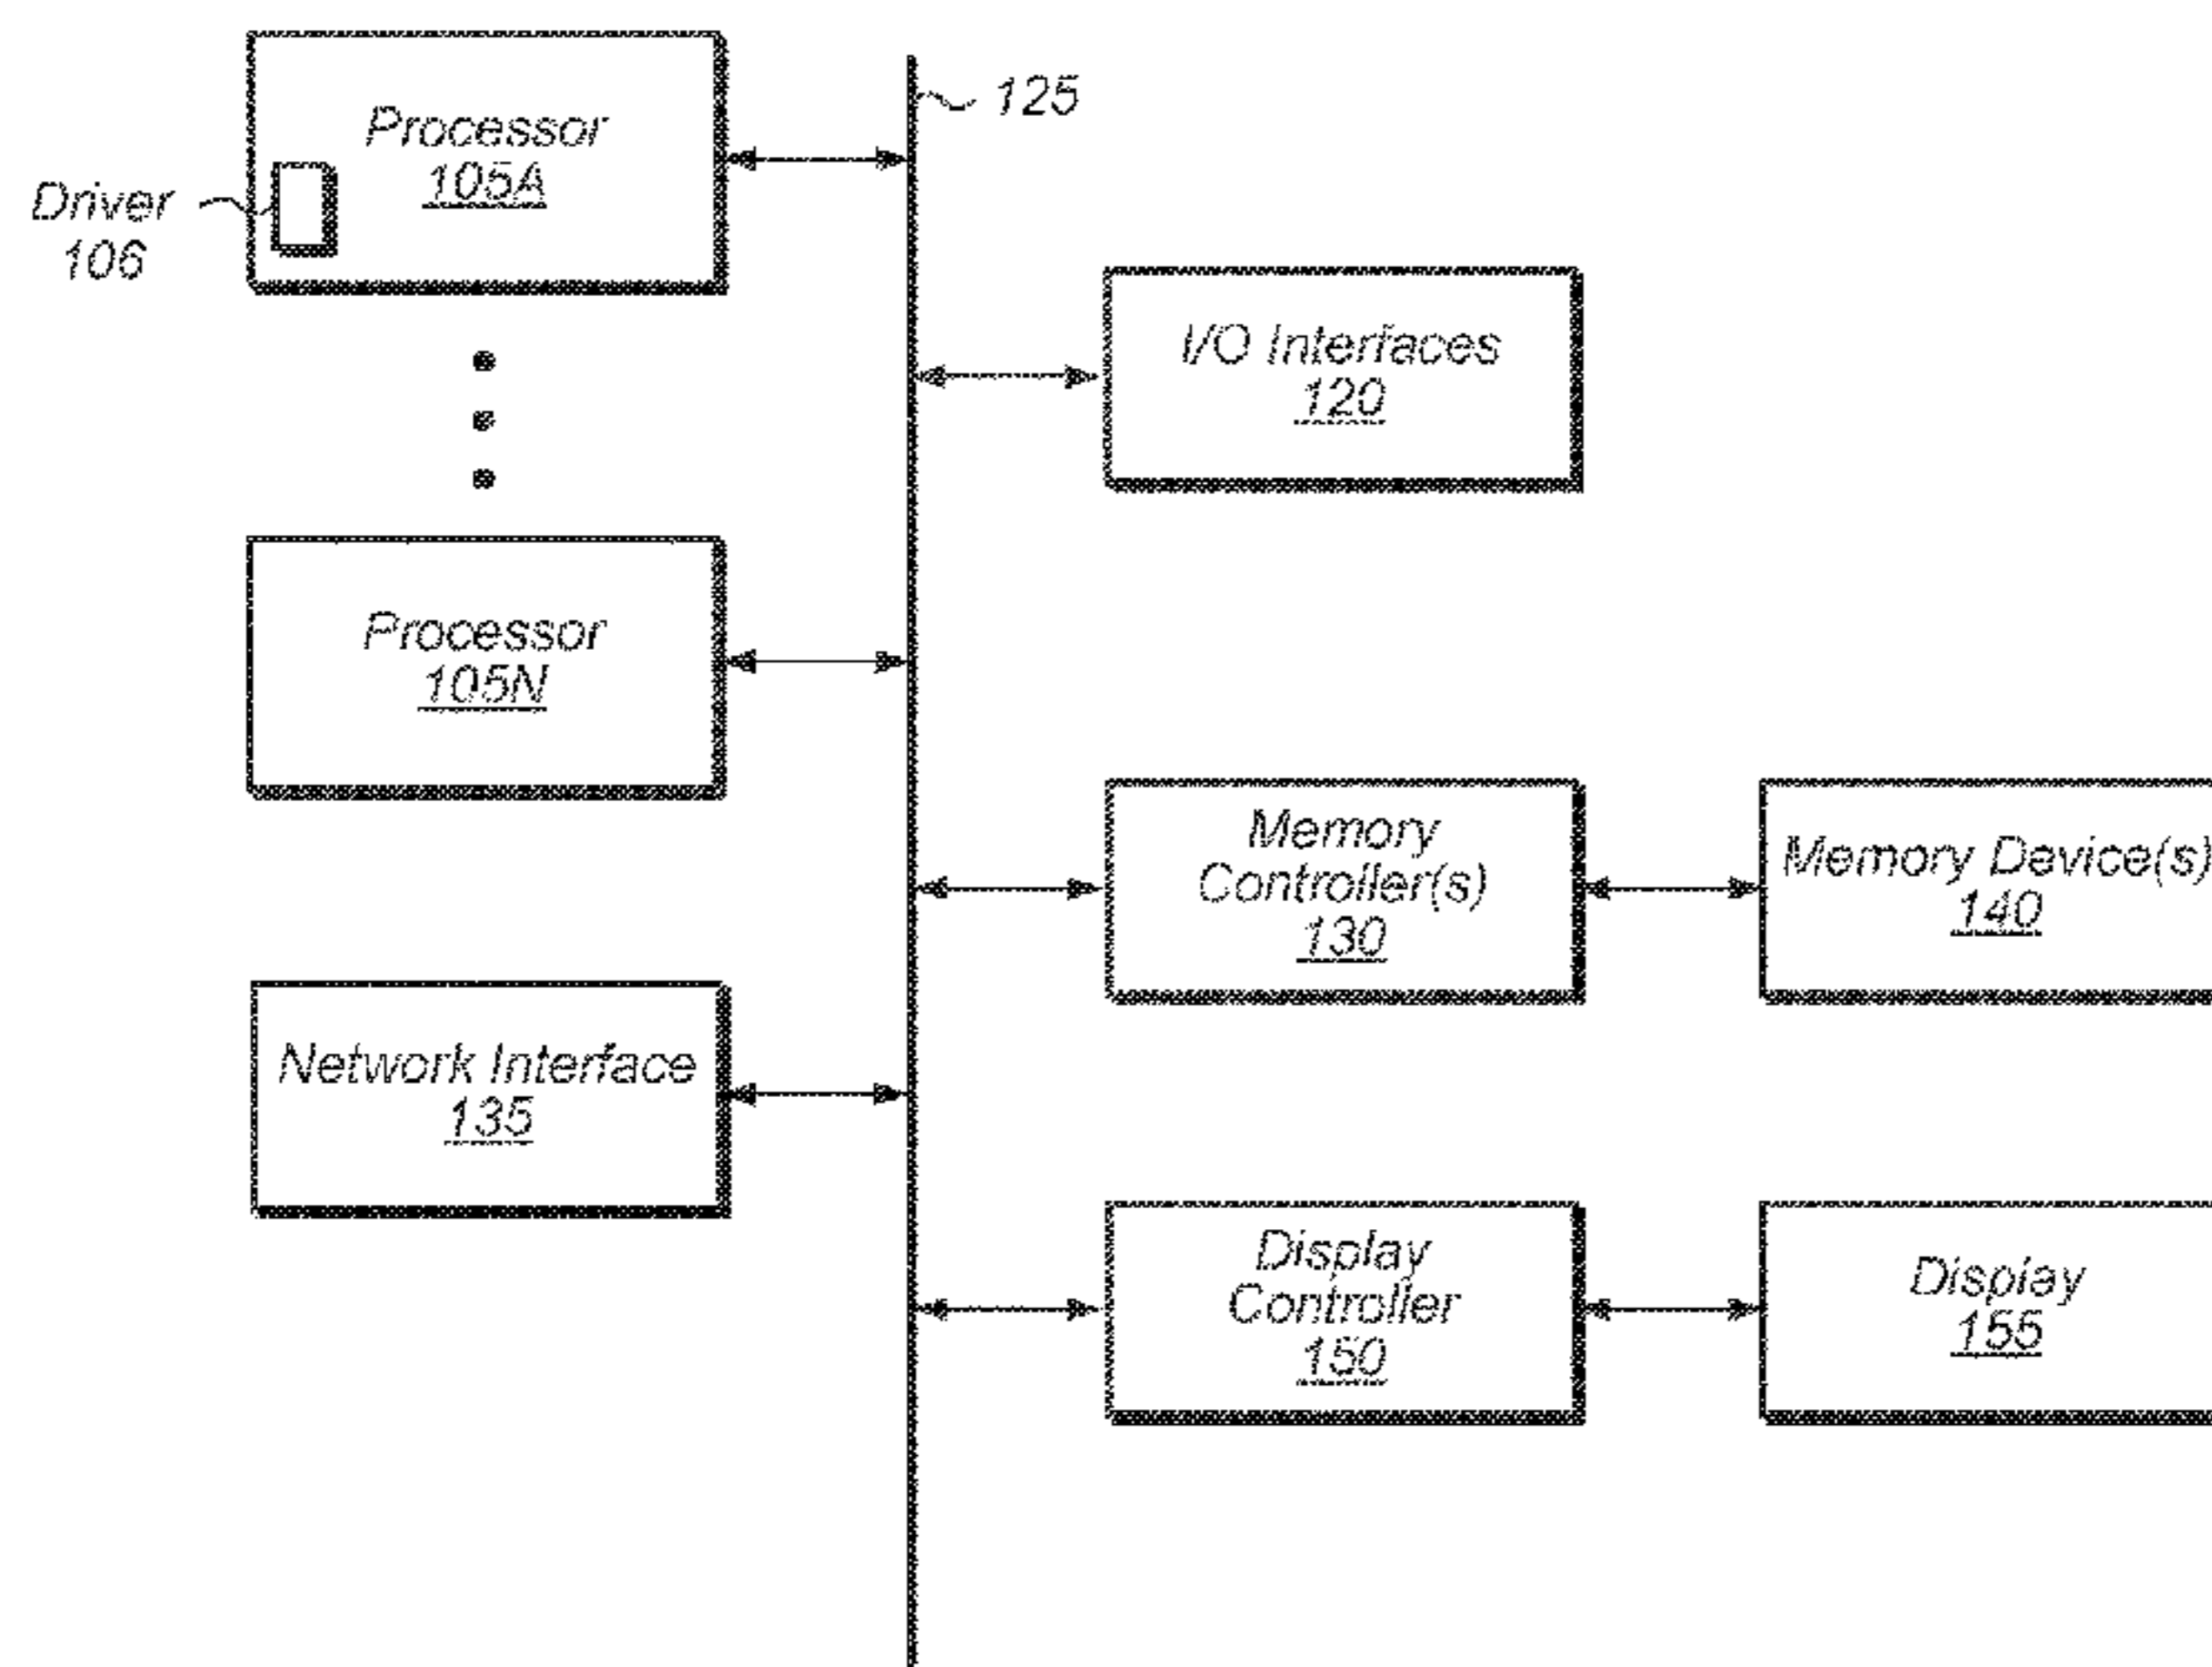 Processor
105A
125
Driver
106
I/O Interfaces
120
Processor
105N
Memory
Controller(s)
130
Memory Device(s)
140
Network Interface
135
Display
Controller
150
Display
155